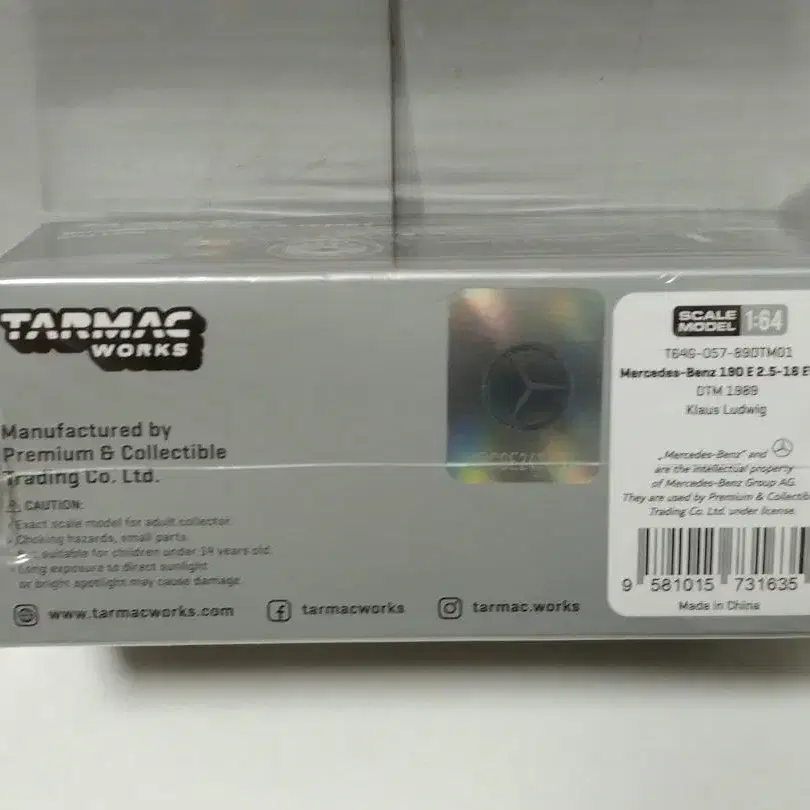 TARMAC
WORKS
Manufactured by
Premium & Collectible
Trading Co. Ltd.
CAUTION:
Exact scale model for adult collector.
Choking hazards, small parts.
suitable for children under 14 years old.
Long exposure to direct sunlight
or bright spotlight may cause damage.
www.tarmacworks.com
tarmacworks
tarmac.works
SCALE
MODEL 1:64
T64G-057-89DTM01
Mercedes-Benz 190 E 2.5-16
DTM 1989
Klaus Ludwig
„Mercedes-Benz" and
are the intellectual property
of Mercedes-Benz Group AG.
They are used by Premium & Collectib
Trading Co. Ltd. under license.
9 581015 731635
Made in China